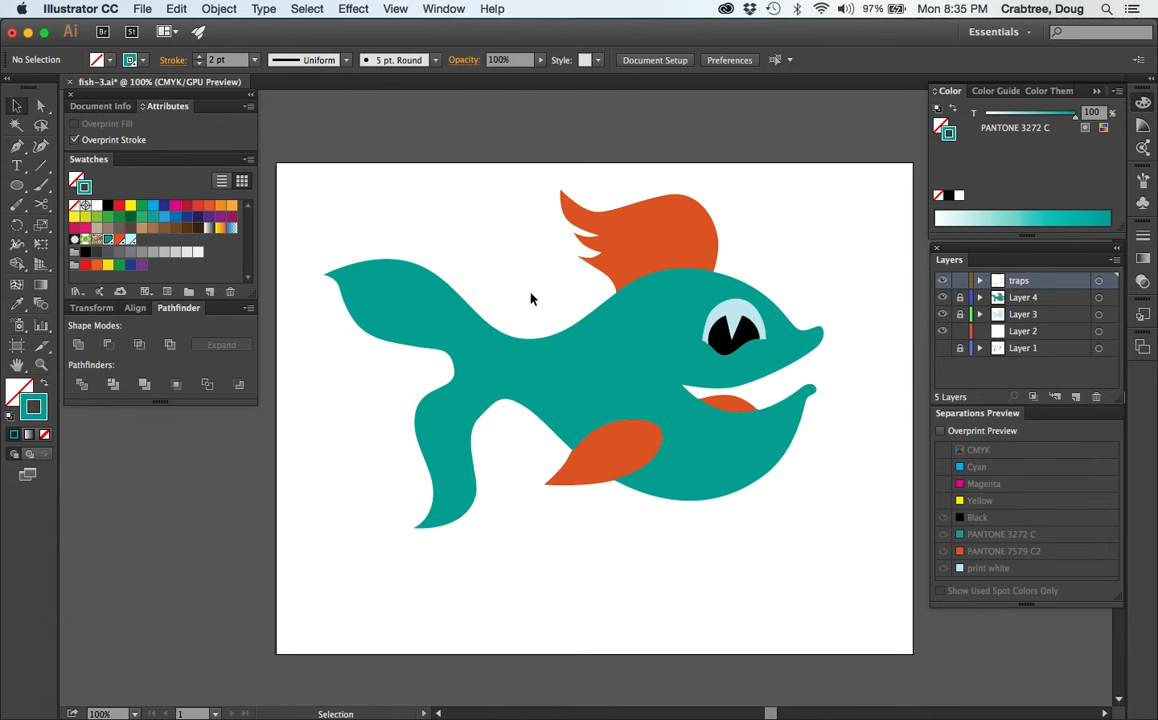 Illustrator CC File Edit Object Type Select Effect View Window Help 97% Mon 8:35 PM Crabtree, Doug
Ai Br St Essentials
No Selection Stroke: 2 pt Uniform 5 pt. Round Opacity: 100% Style: Document Setup Preferences
× fish-3.ai* @ 100% (CMYK/GPU Preview)
Document Info Attributes
Overprint Fill
Overprint Stroke
Swatches
Transform Align Pathfinder
Shape Modes:
Expand
Pathfinders:
Color Color Guide Color Them
T 100 %
PANTONE 3272 C
Layers
traps
Layer 4
Layer 3
Layer 2
Layer 1
5 Layers
Separations Preview
Overprint Preview
CMYK
Cyan
Magenta
Yellow
Black
PANTONE 3272 C
PANTONE 7579 C2
print white
Show Used Spot Colors Only
100% 1 Selection